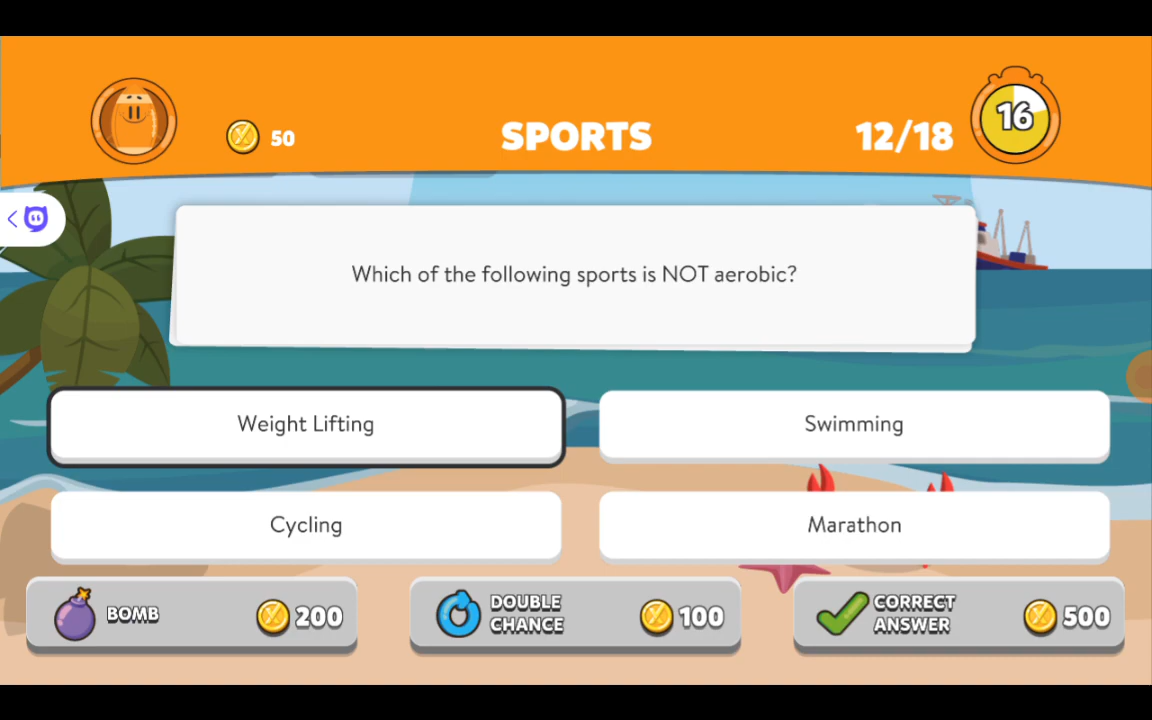 50
SPORTS
12/18
16
Which of the following sports is NOT aerobic?
Weight Lifting
Swimming
Cycling
Marathon
BOMB
200
DOUBLE
CHANCE
100
CORRECT
ANSWER
500